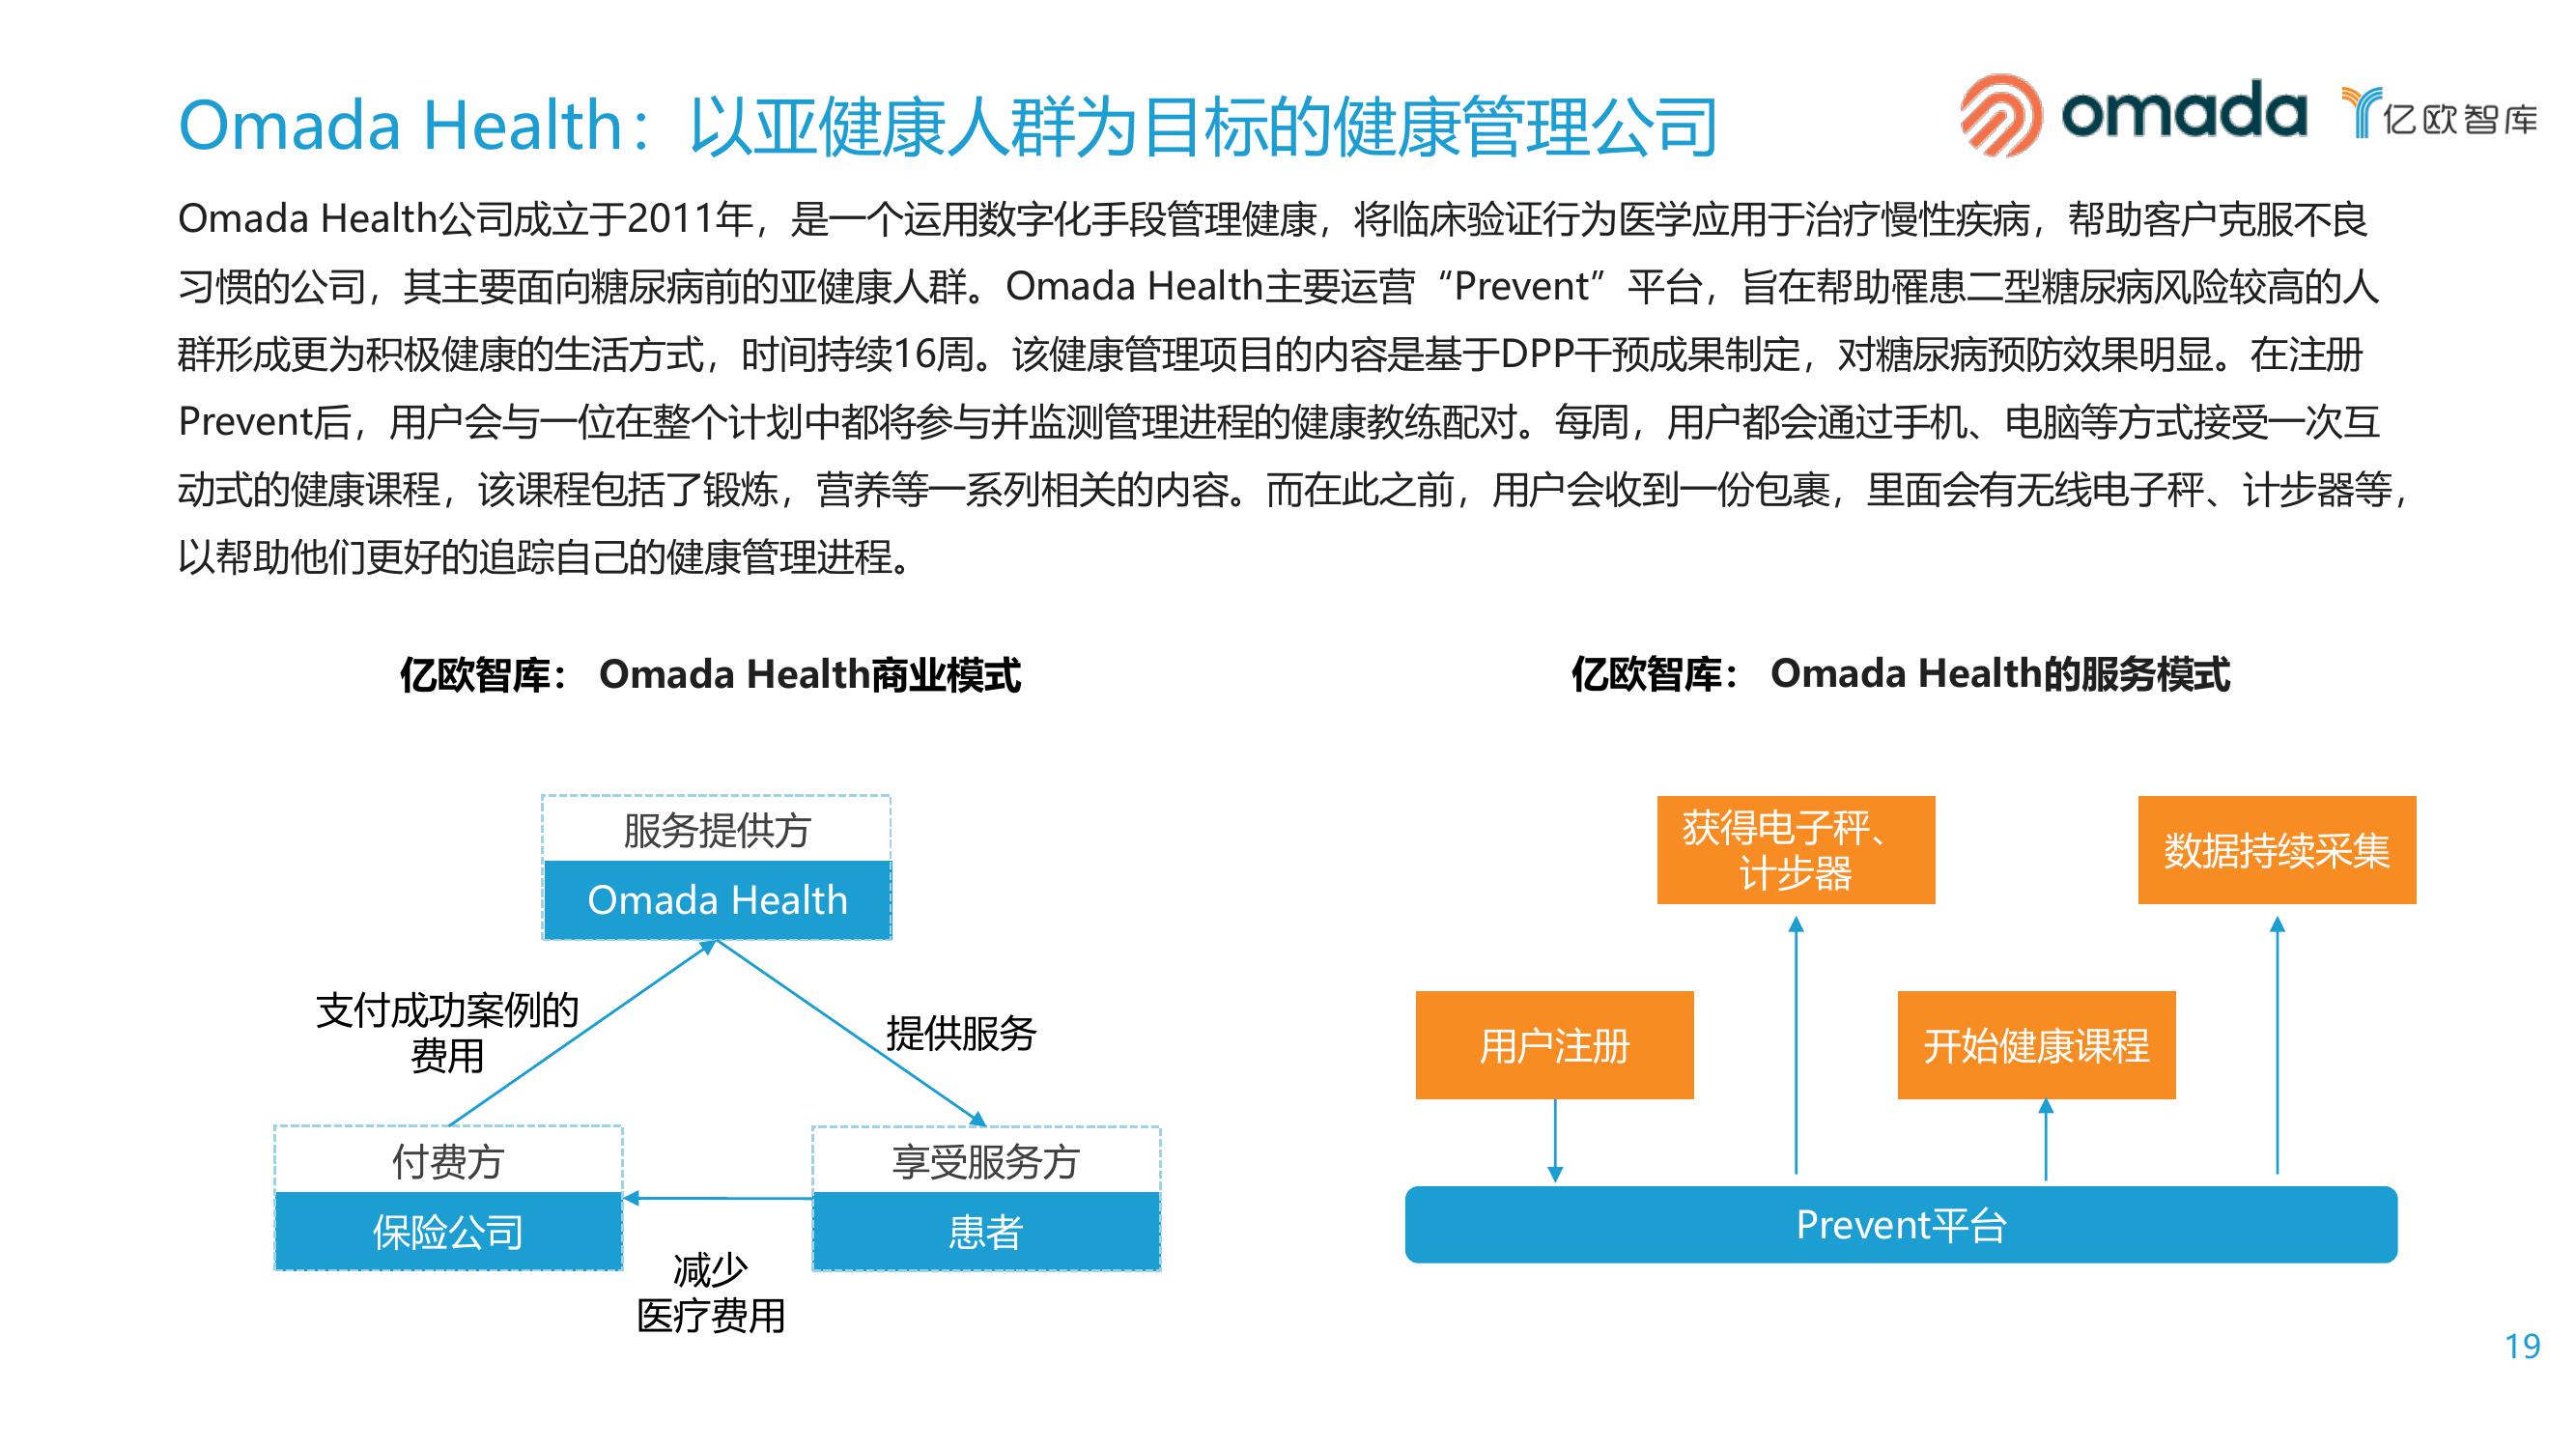 Omada Health：以亚健康人群为目标的健康管理公司
omada
亿欧智库
Omada Health公司成立于2011年，是一个运用数字化手段管理健康，将临床验证行为医学应用于治疗慢性疾病，帮助客户克服不良
习惯的公司，其主要面向糖尿病前的亚健康人群。Omada Health主要运营“Prevent”平台，旨在帮助罹患二型糖尿病风险较高的人
群形成更为积极健康的生活方式，时间持续16周。该健康管理项目的内容是基于DPP干预成果制定，对糖尿病预防效果明显。在注册
Prevent后，用户会与一位在整个计划中都将参与并监测管理进程的健康教练配对。每周，用户都会通过手机、电脑等方式接受一次互
动式的健康课程，该课程包括了锻炼，营养等一系列相关的内容。而在此之前，用户会收到一份包裹，里面会有无线电子秤、计步器等，
以帮助他们更好的追踪自己的健康管理进程。
亿欧智库： Omada Health商业模式
服务提供方
Omada Health
支付成功案例的
费用
提供服务
付费方
保险公司
享受服务方
患者
减少
医疗费用
亿欧智库： Omada Health的服务模式
获得电子秤、
计步器
数据持续采集
用户注册
开始健康课程
Prevent平台
19